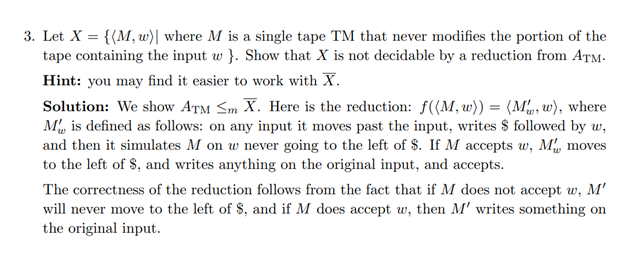 3. Let X = {⟨M, w⟩| where M is a single tape TM that never modifies the portion of the
tape containing the input w }. Show that X is not decidable by a reduction from A_TM.
Hint: you may find it easier to work with X̅.
Solution: We show A_TM ≤_m X̅. Here is the reduction: f(⟨M, w⟩) = ⟨M′_w, w⟩, where
M′_w is defined as follows: on any input it moves past the input, writes $ followed by w,
and then it simulates M on w never going to the left of $. If M accepts w, M′_w moves
to the left of $, and writes anything on the original input, and accepts.
The correctness of the reduction follows from the fact that if M does not accept w, M′
will never move to the left of $, and if M does accept w, then M′ writes something on
the original input.